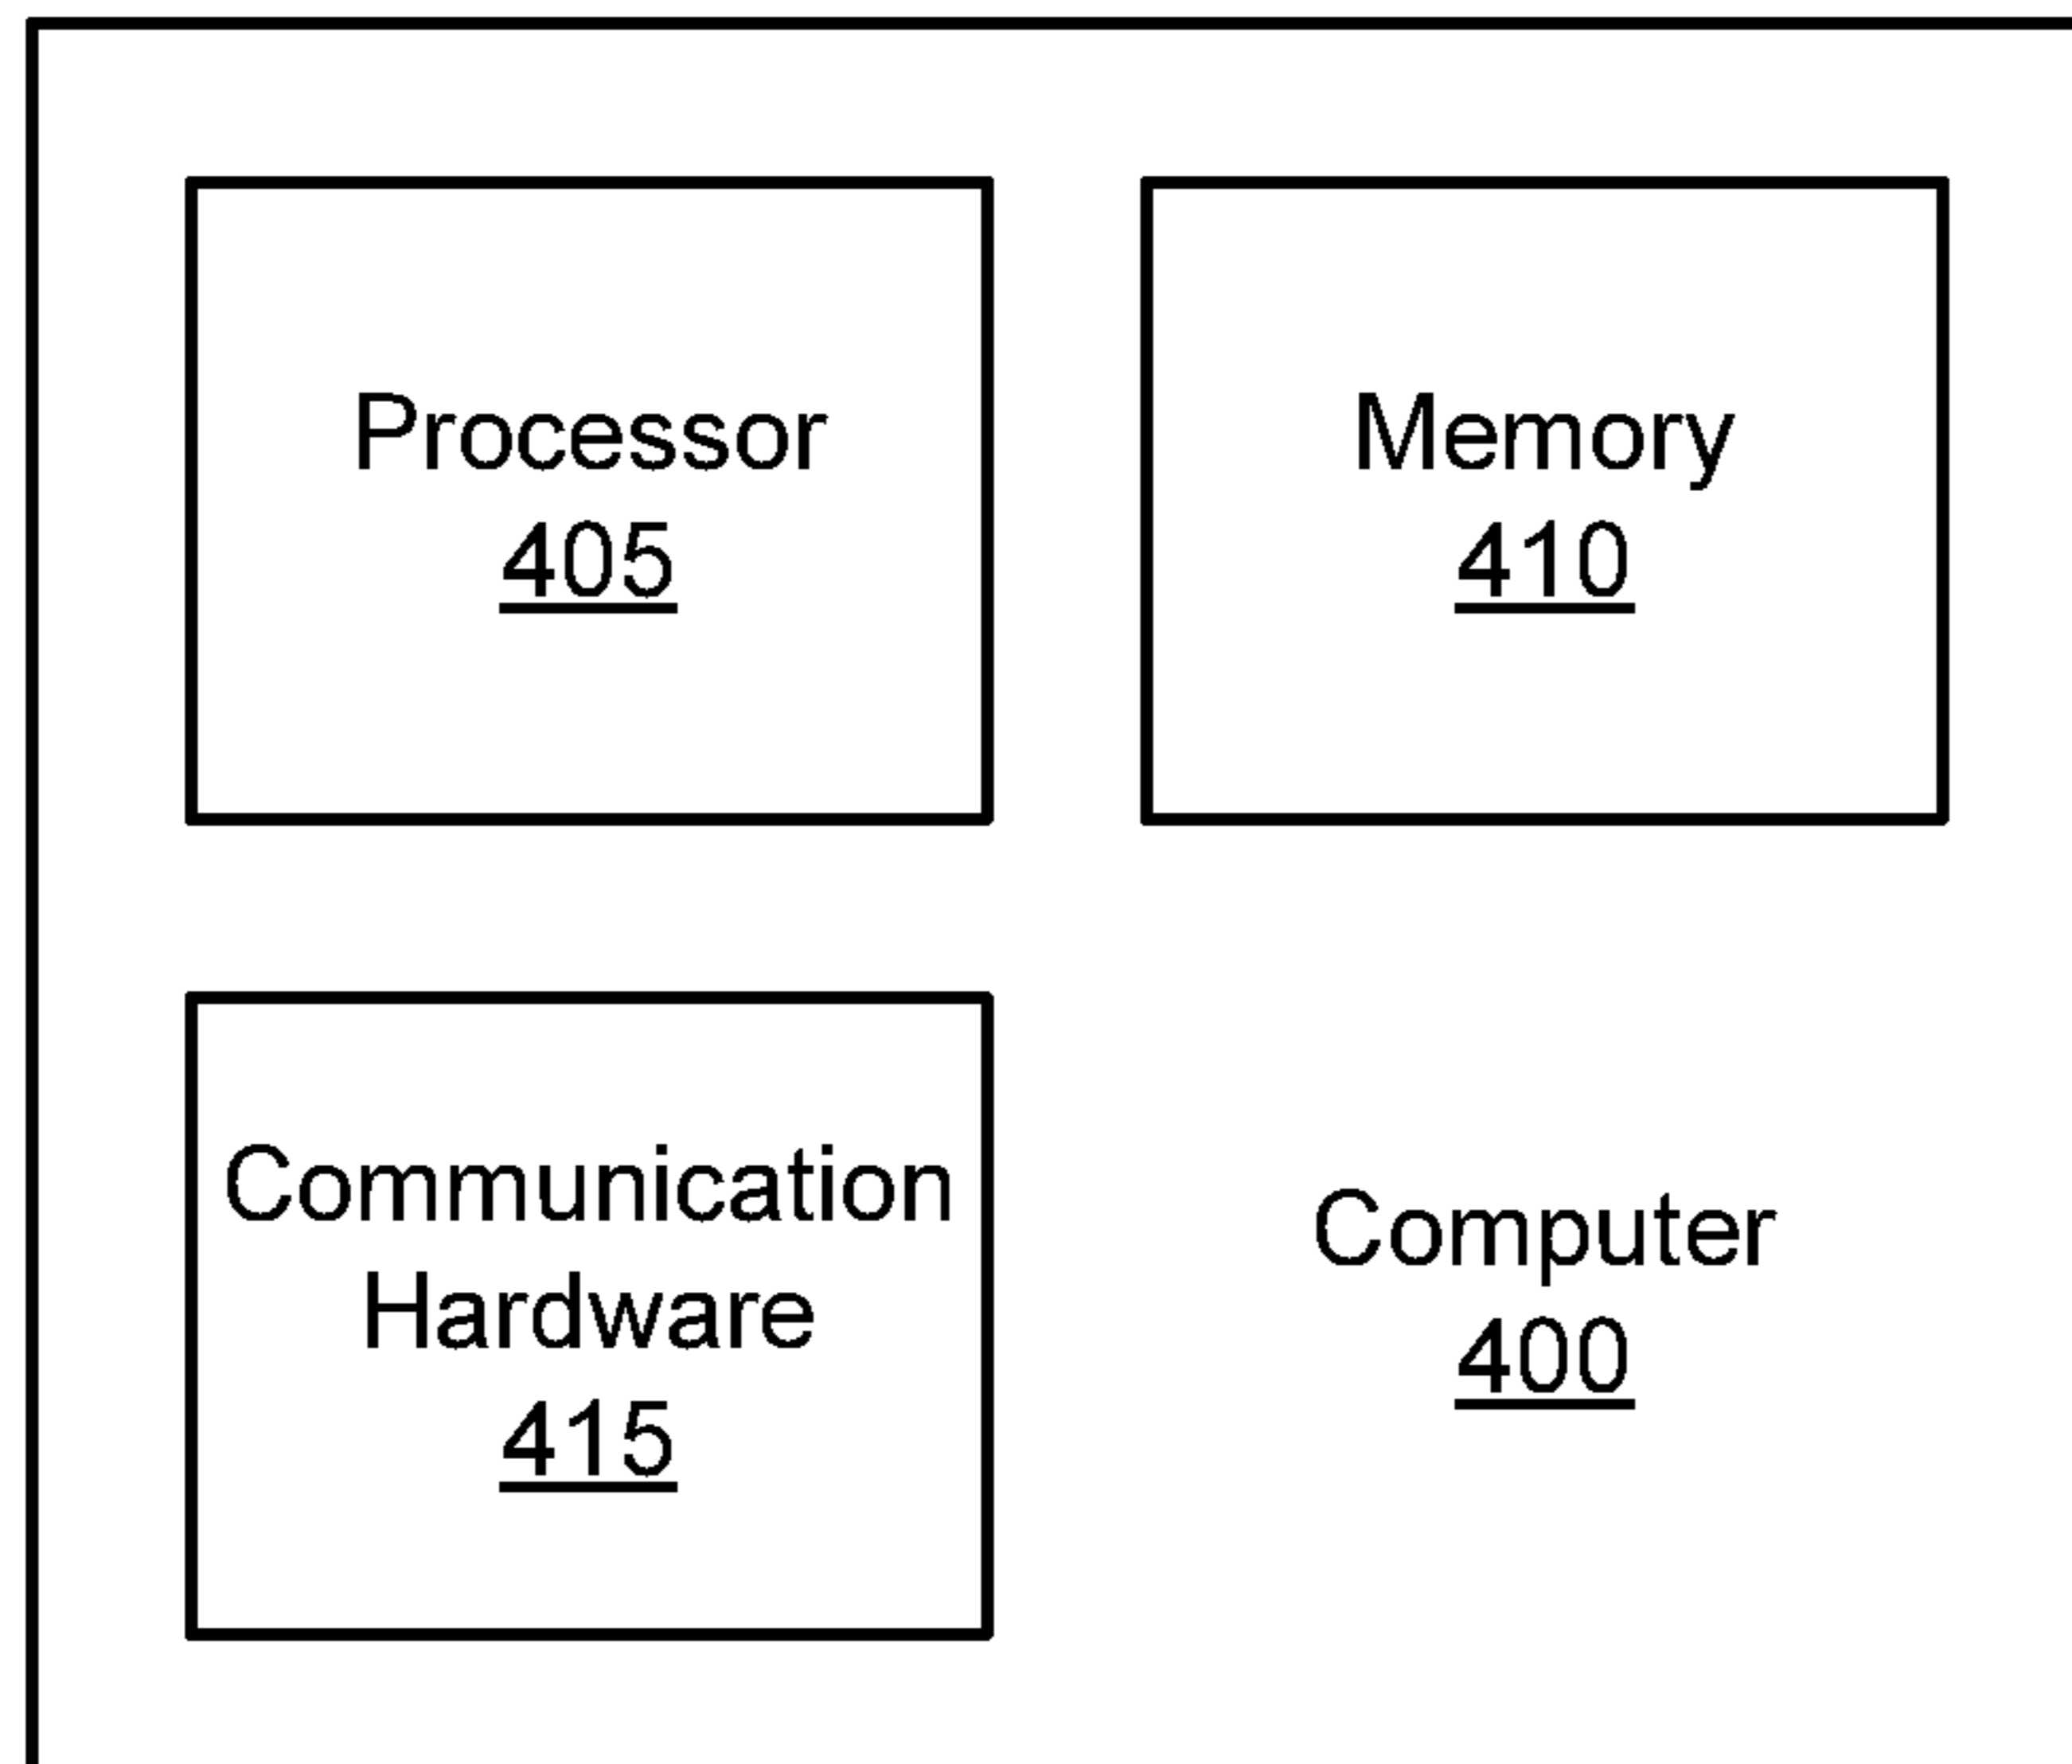 Processor
405
Memory
410
Communication
Hardware
415
Computer
400